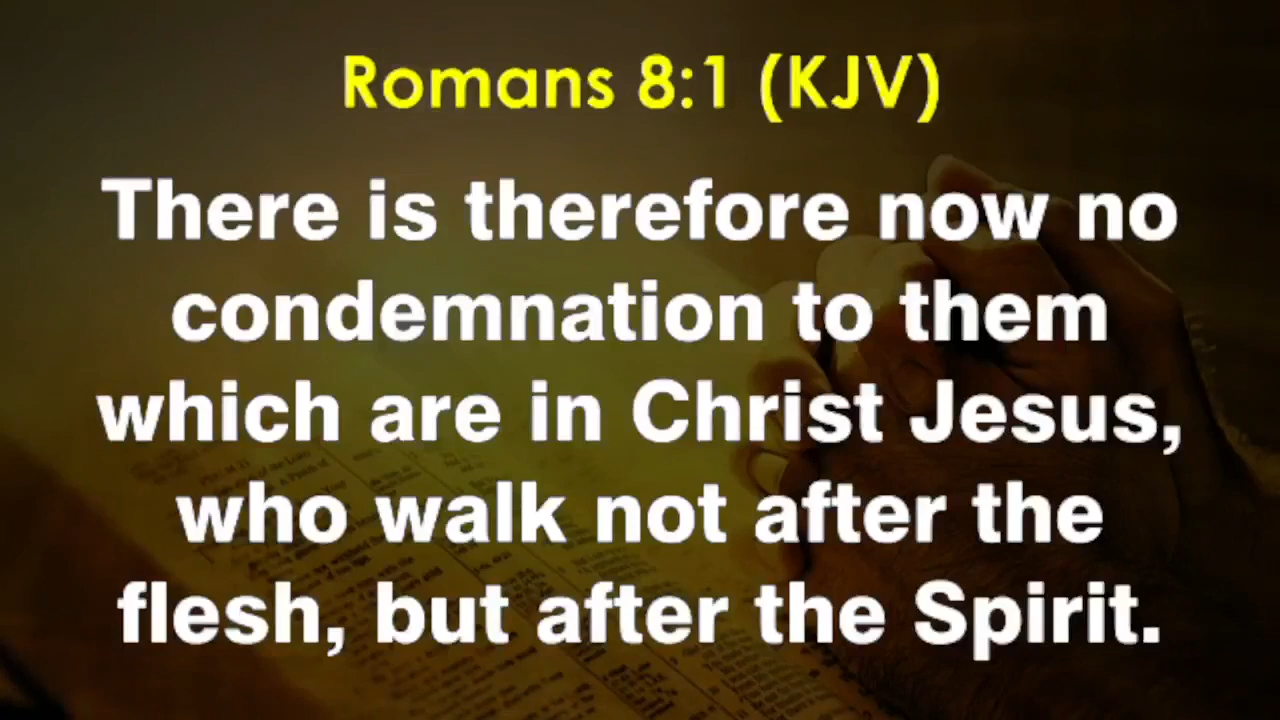 Romans 8:1 (KJV)
There is therefore now no
condemnation to them
which are in Christ Jesus,
who walk not after the
flesh, but after the Spirit.